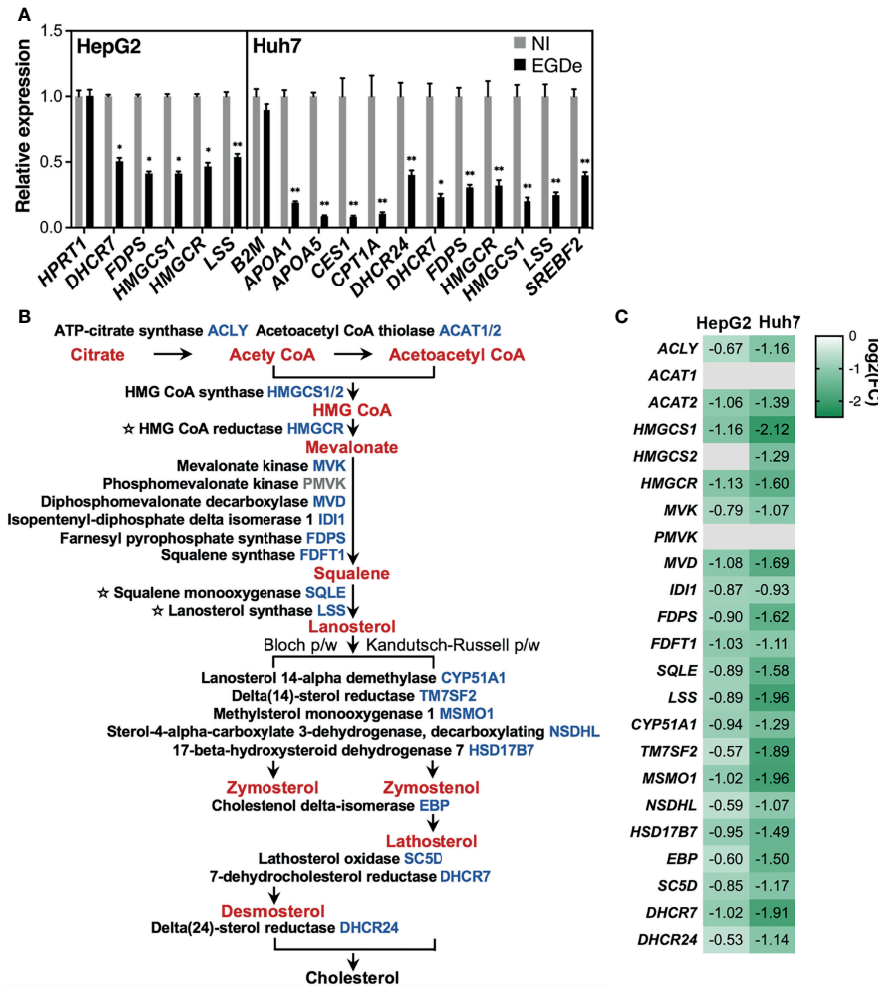 A
HepG2
Huh7
NI
EGDe
Relative expression
1.5
1.0
0.5
0.0
* * * * **
** ** ** ** ** * ** ** ** ** **
HPRT1 DHCR7 FDPS HMGCS1 HMGCR LSS B2M APOA1 APOA5 CES1 CPT1A DHCR24 DHCR7 FDPS HMGCR HMGCS1 LSS SREBF2
B
ATP-citrate synthase ACLY Acetoacetyl CoA thiolase ACAT1/2
Citrate Acety CoA Acetoacetyl CoA
HMG CoA synthase HMGCS1/2
HMG CoA
☆ HMG CoA reductase HMGCR
Mevalonate
Mevalonate kinase MVK
Phosphomevalonate kinase PMVK
Diphosphomevalonate decarboxylase MVD
Isopentenyl-diphosphate delta isomerase 1 IDI1
Farnesyl pyrophosphate synthase FDPS
Squalene synthase FDFT1
Squalene
☆ Squalene monooxygenase SQLE
☆ Lanosterol synthase LSS
Lanosterol
Bloch p/w Kandutsch-Russell p/w
Lanosterol 14-alpha demethylase CYP51A1
Delta(14)-sterol reductase TM7SF2
Methylsterol monooxygenase 1 MSMO1
Sterol-4-alpha-carboxylate 3-dehydrogenase, decarboxylating NSDHL
17-beta-hydroxysteroid dehydrogenase 7 HSD17B7
Zymosterol Zymostenol
Cholestenol delta-isomerase EBP
Lathosterol
Lathosterol oxidase SC5D
7-dehydrocholesterol reductase DHCR7
Desmosterol
Delta(24)-sterol reductase DHCR24
Cholesterol
C
HepG2 Huh7
ACLY -0.67 -1.16
ACAT1
ACAT2 -1.06 -1.39
HMGCS1 -1.16 -2.12
HMGCS2 -1.29
HMGCR -1.13 -1.60
MVK -0.79 -1.07
PMVK
MVD -1.08 -1.69
IDI1 -0.87 -0.93
FDPS -0.90 -1.62
FDFT1 -1.03 -1.11
SQLE -0.89 -1.58
LSS -0.89 -1.96
CYP51A1 -0.94 -1.29
TM7SF2 -0.57 -1.89
MSMO1 -1.02 -1.96
NSDHL -0.59 -1.07
HSD17B7 -0.95 -1.49
EBP -0.60 -1.50
SC5D -0.85 -1.17
DHCR7 -1.02 -1.91
DHCR24 -0.53 -1.14
0
-1
-2
log2(FC)